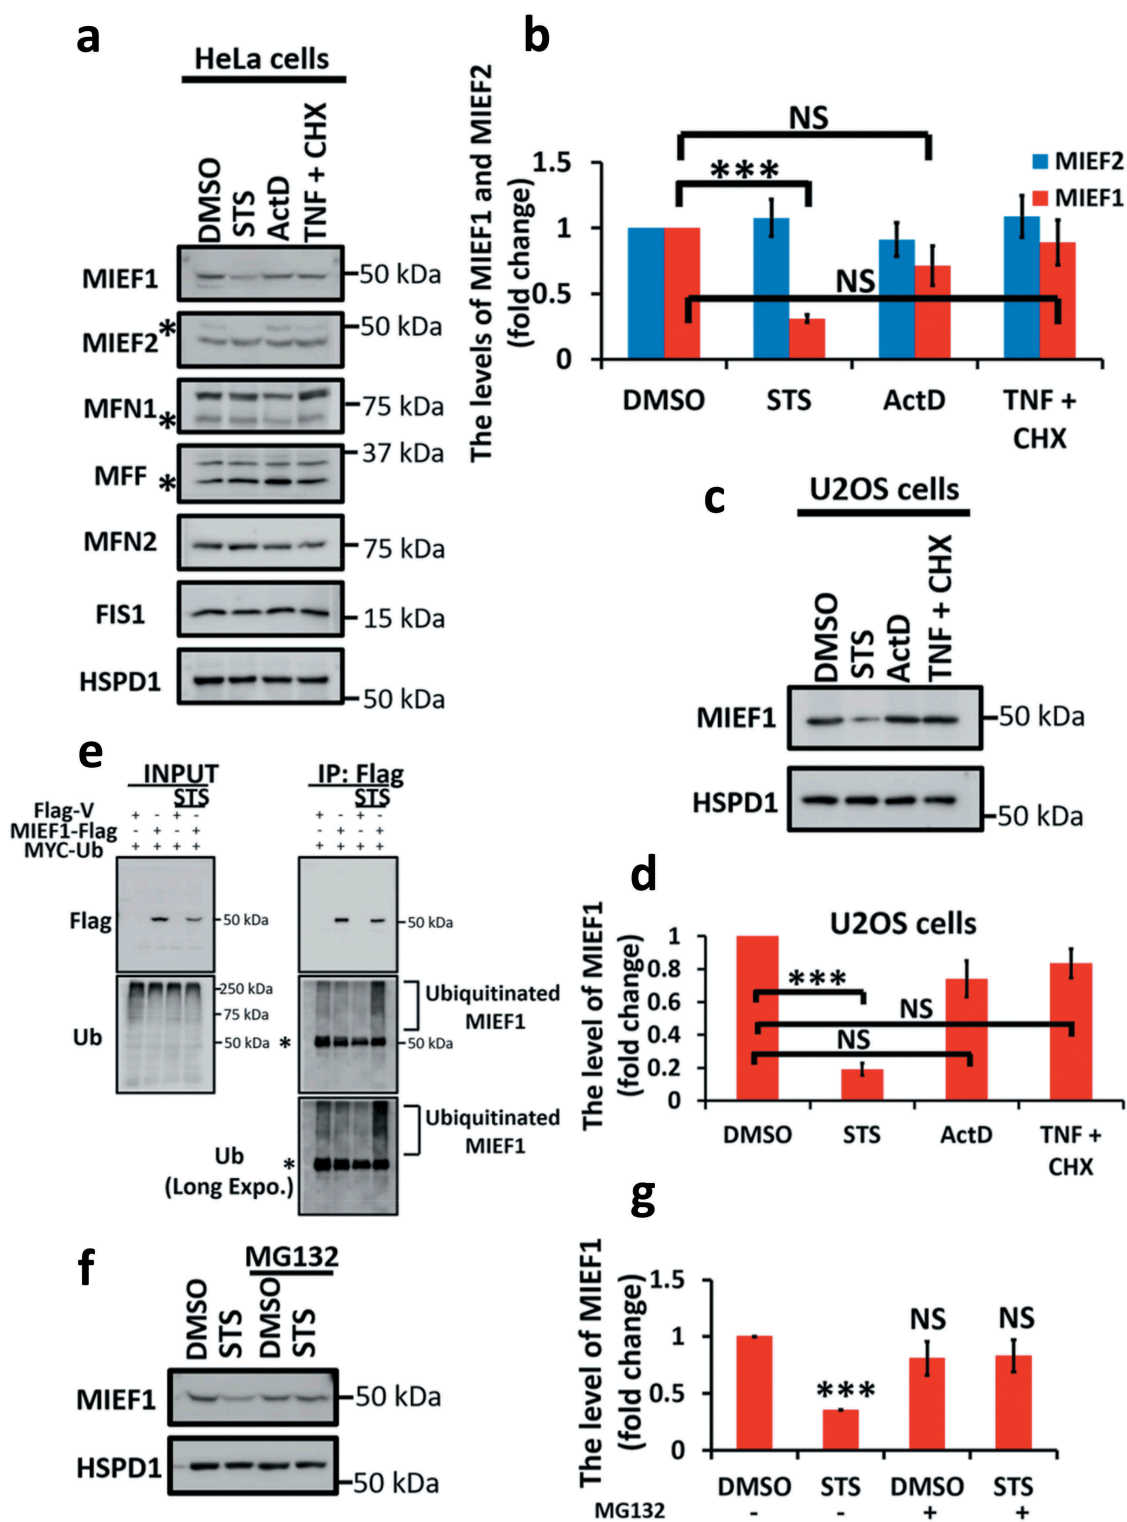 a
HeLa cells
DMSO
STS
ActD
TNF + CHX
MIEF1
50 kDa
*
MIEF2
50 kDa
MFN1
*
75 kDa
MFF
*
37 kDa
MFN2
75 kDa
FIS1
15 kDa
HSPD1
50 kDa
b
The levels of MIEF1 and MIEF2
(fold change)
1.5
1
0.5
0
NS
***
NS
MIEF2
MIEF1
DMSO
STS
ActD
TNF +
CHX
c
U2OS cells
DMSO
STS
ActD
TNF + CHX
MIEF1
50 kDa
HSPD1
50 kDa
d
U2OS cells
The level of MIEF1
(fold change)
1
0.8
0.6
0.4
0.2
0
***
NS
NS
DMSO
STS
ActD
TNF +
CHX
e
INPUT
IP: Flag
STS
STS
Flag-V + - + - + - + -
MIEF1-Flag - + - + - + - +
MYC-Ub + + + + + + + +
Flag
50 kDa
50 kDa
Ub
250 kDa
75 kDa
50 kDa
*
50 kDa
Ubiquitinated
MIEF1
Ub
(Long Expo.)
*
Ubiquitinated
MIEF1
f
MG132
DMSO
STS
DMSO
STS
MIEF1
50 kDa
HSPD1
50 kDa
g
The level of MIEF1
(fold change)
1.5
1
0.5
0
***
NS
NS
DMSO STS DMSO STS
MG132 - - + +